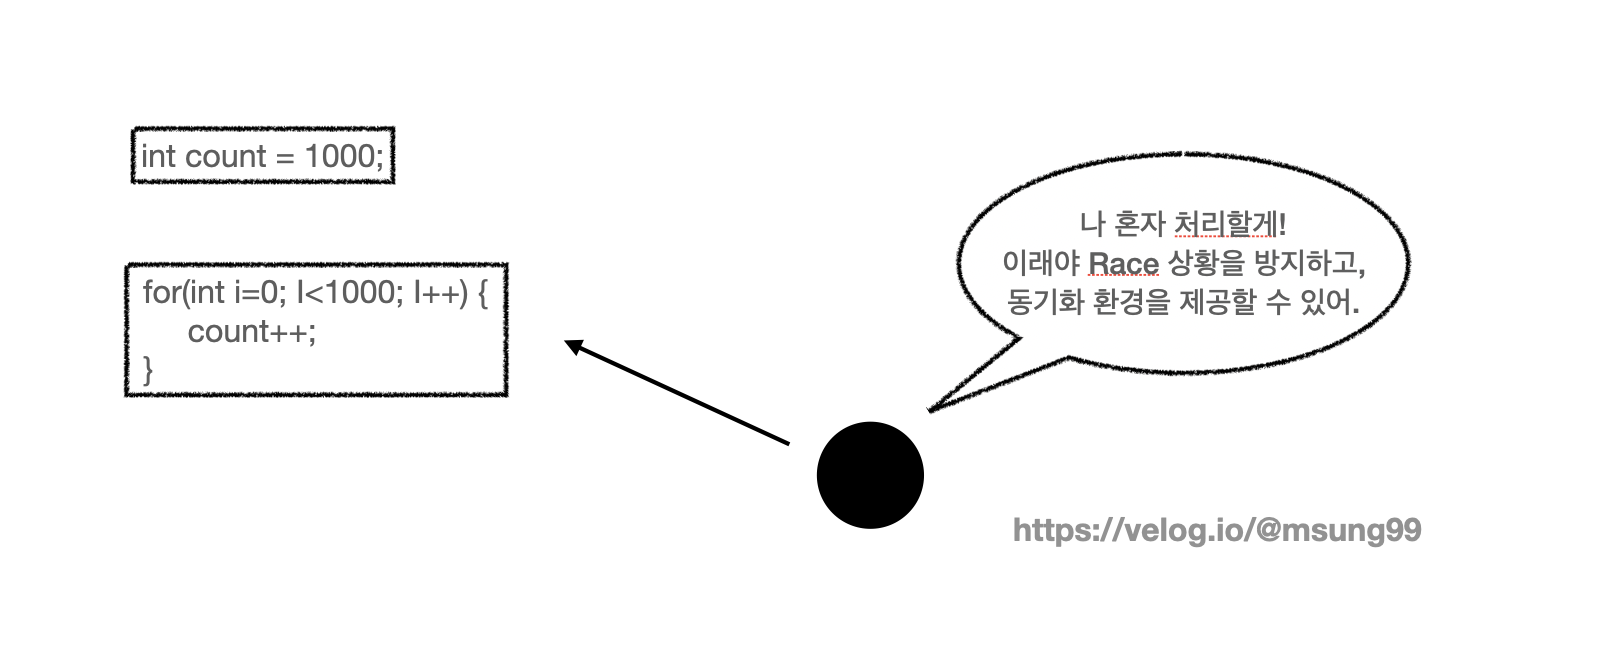 int count = 1000;
for(int i=0; I<1000; I++) {
count++;
}
나 혼자 처리할게!
이래야 Race 상황을 방지하고,
동기화 환경을 제공할 수 있어.
https://velog.io/@msung99